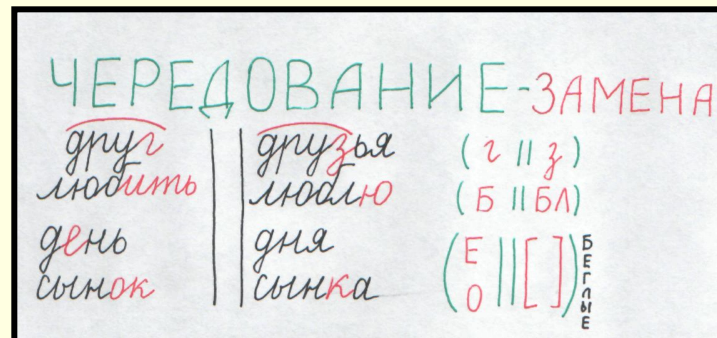 ЧЕРЕДОВАНИЕ-ЗАМЕНА
друг || друзья (г || з)
любить люблю (Б || БЛ)
день дня (Е || [ ]) БЕГЛЫЕ
сынок сынка О